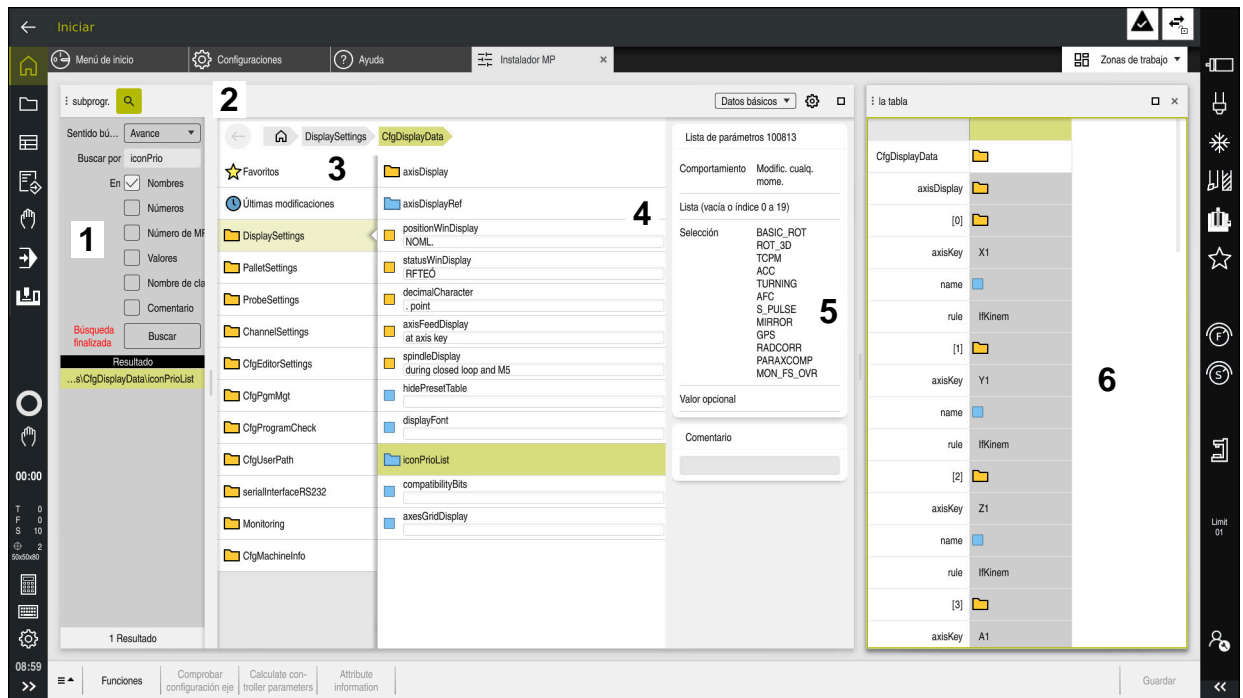 Iniciar
Menú de inicio
Configuraciones
Ayuda
Instalador MP
Zonas de trabajo
subprogr.
2
Datos básicos
la tabla
Sentido bú...
Avance
Buscar por
iconPrio
En
Nombres
Números
Número de MP
Valores
Nombre de cla
Comentario
1
Búsqueda
finalizada
Buscar
Resultado
...s\CfgDisplayData\iconPrioList
1 Resultado
DisplaySettings
CfgDisplayData
3
Favoritos
Últimas modificaciones
DisplaySettings
PalletSettings
ProbeSettings
ChannelSettings
CfgEditorSettings
CfgPgmMgt
CfgProgramCheck
CfgUserPath
serialInterfaceRS232
Monitoring
CfgMachineInfo
axisDisplay
axisDisplayRef
4
positionWinDisplay
NOML.
statusWinDisplay
RFTEÓ
decimalCharacter
. point
axisFeedDisplay
at axis key
spindleDisplay
during closed loop and M5
hidePresetTable
displayFont
iconPrioList
compatibilityBits
axesGridDisplay
Lista de parámetros 100813
Comportamiento
Modific. cualq.
mome.
Lista (vacía o índice 0 a 19)
Selección
BASIC_ROT
ROT_3D
TCPM
ACC
TURNING
AFC
S_PULSE
MIRROR
GPS
RADCORR
PARAXCOMP
MON_FS_OVR
5
Valor opcional
Comentario
CfgDisplayData
axisDisplay
[0]
axisKey X1
name
rule IfKinem
[1]
axisKey Y1
name
rule IfKinem
[2]
axisKey Z1
name
rule IfKinem
[3]
axisKey A1
6
00:00
T 0
F 0
S 10
2
50x50x80
08:59
F
S
Limit
01
Funciones
Comprobar
configuración eje
Calculate con-
troller parameters
Attribute
information
Guardar